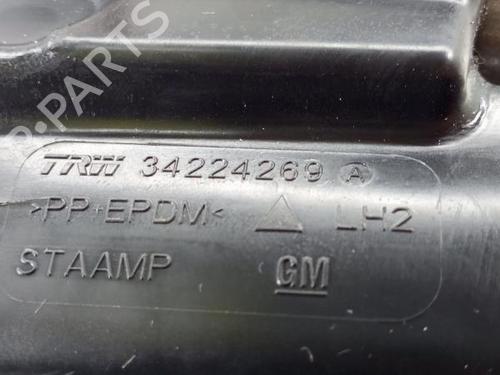 B-PARTS
TRW 34224269 A
>PP+EPDM< LH2
STAAMP GM